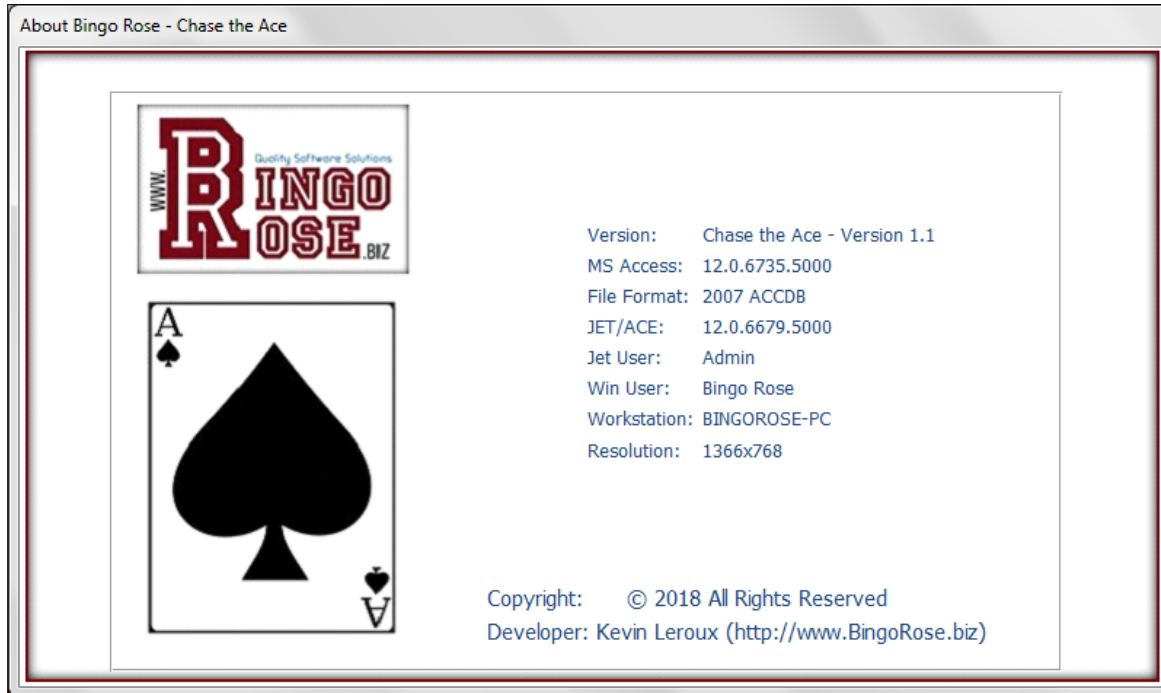 About Bingo Rose - Chase the Ace
Quality Software Solutions
WWW.
BINGO
ROSE.BIZ
A
Version: Chase the Ace - Version 1.1
MS Access: 12.0.6735.5000
File Format: 2007 ACCDB
JET/ACE: 12.0.6679.5000
Jet User: Admin
Win User: Bingo Rose
Workstation: BINGOROSE-PC
Resolution: 1366x768
A
Copyright: © 2018 All Rights Reserved
Developer: Kevin Leroux (http://www.BingoRose.biz)